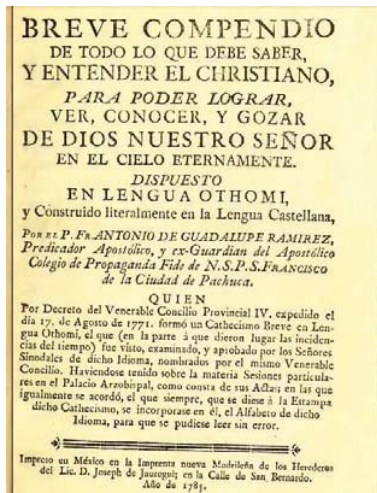 BREVE COMPENDIO
DE TODO LO QUE DEBE SABER,
Y ENTENDER EL CHRISTIANO,
PARA PODER LOGRAR,
VER, CONOCER, Y GOZAR
DE DIOS NUESTRO SEÑOR
EN EL CIELO ETERNAMENTE.
DISPUESTO
EN LENGUA OTHOMI,
y Construido literalmente en la Lengua Castellana,
POR EL P. FR ANTONIO DE GUADALUPE RAMIREZ,
Predicador Apostólico, y ex-Guardian del Apostólico
Colegio de Propaganda Fide de N.S.P.S. FRANCISCO
de la Ciudad de Pachuca.
QUIEN
Por Decreto del Venerable Concilio Provincial IV. expedido el
dia 17. de Agosto de 1771. formó un Cathecismo Breve en Len-
gua Othomi, el que (en la parte à que dieron lugar las inciden-
cias del tiempo) fue visto, examinado, y aprobado por los Señores
Sinodales de dicho Idioma, nombrados por el mismo Venerable
Concilio. Haviendose tenido sobre la materia Sesiones particula-
res en el Palacio Arzobispal, como consta de sus Actas en las que
igualmente se acordó, el que siempre, que se diese à la Estampa
dicho Cathecismo, se incorporase en él, el Alfabeto de dicho
Idioma, para que se pudiese leer sin error.
Impreso en México en la Imprenta nueva Madrileña de los Herederos
del Lic. D. Joseph de Jauregui; en la Calle de San Bernardo.
Año de 1785.